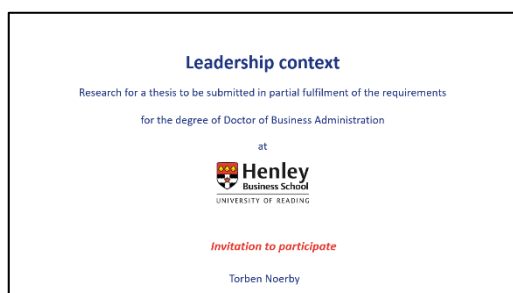 Leadership context
Research for a thesis to be submitted in partial fulfilment of the requirements
for the degree of Doctor of Business Administration
at
Henley
Business School
UNIVERSITY OF READING
Invitation to participate
Torben Noerby